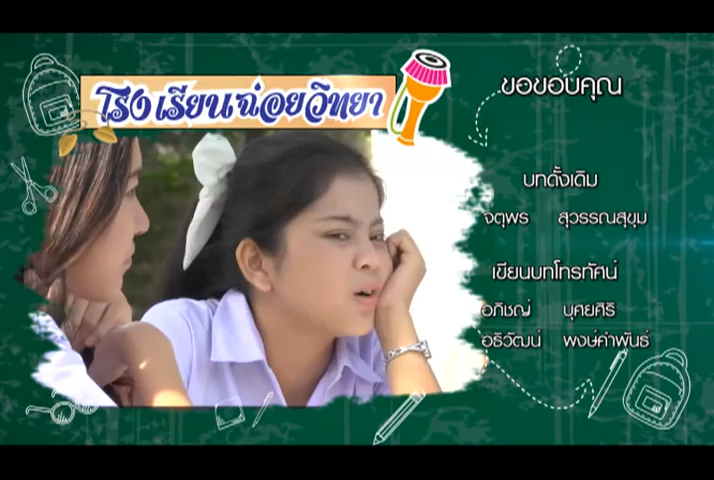 โรงเรียนฉ่อยวิทยา
ขอขอบคุณ
บทดั้งเดิม
จตุพร สุวรรณสุขุม
เขียนบทโทรทัศน์
อภิชญ์ บุศยศิริ
อธิวัฒน์ พงษ์คำพันธ์